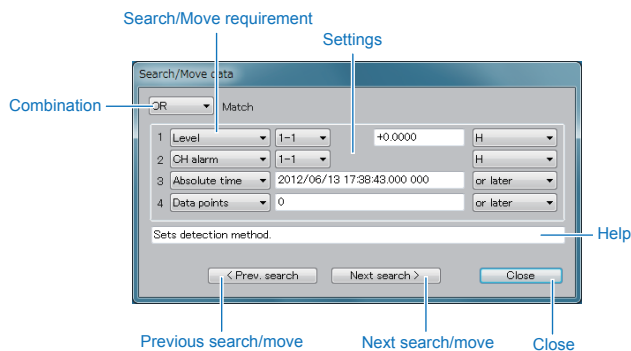 Search/Move requirement
Settings
Search/Move data
Combination
OR Match
1 Level 1-1 +0.0000 H
2 CH alarm 1-1 H
3 Absolute time 2012/06/13 17:38:43.000 000 or later
4 Data points 0 or later
Sets detection method.
Help
< Prev. search Next search > Close
Previous search/move Next search/move Close